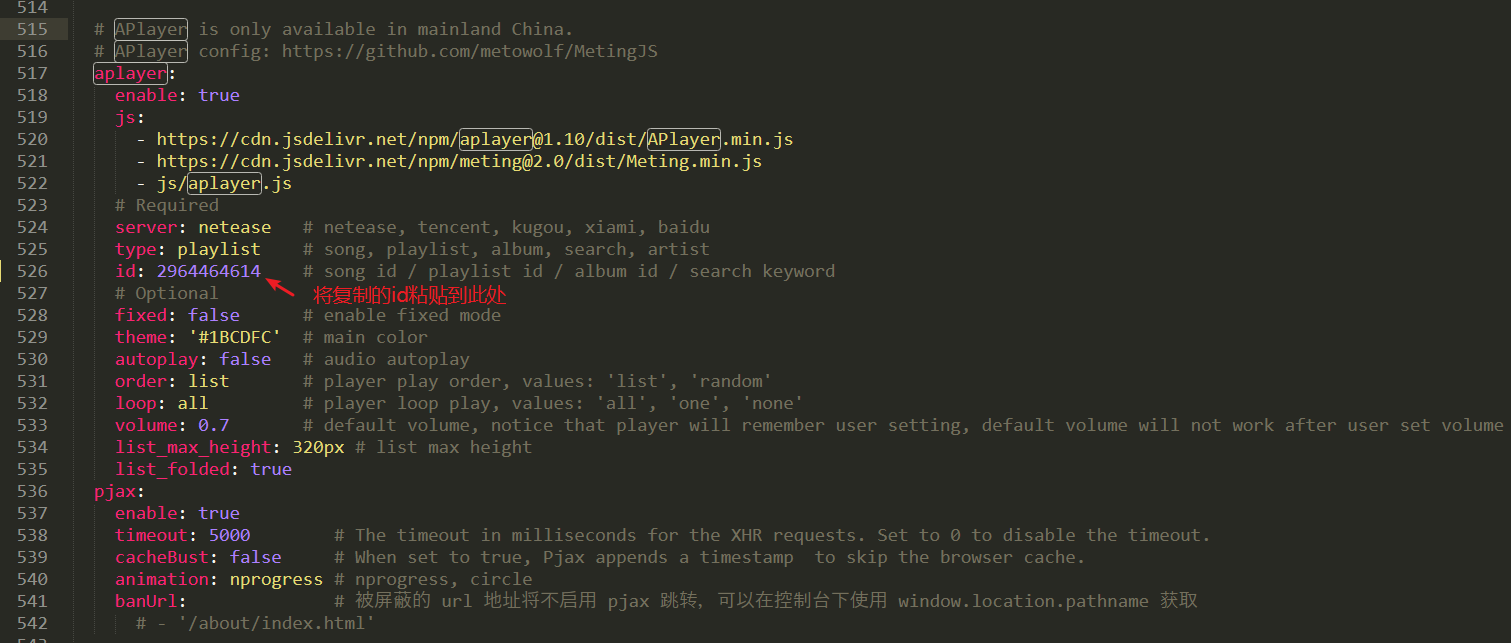 514
515 # APlayer is only available in mainland China.
516 # APlayer config: https://github.com/metowolf/MetingJS
517 aplayer:
518 enable: true
519 js:
520 - https://cdn.jsdelivr.net/npm/aplayer@1.10/dist/APlayer.min.js
521 - https://cdn.jsdelivr.net/npm/meting@2.0/dist/Meting.min.js
522 - js/aplayer.js
523 # Required
524 server: netease # netease, tencent, kugou, xiami, baidu
525 type: playlist # song, playlist, album, search, artist
526 id: 2964464614 # song id / playlist id / album id / search keyword
将复制的id粘贴到此处
527 # Optional
528 fixed: false # enable fixed mode
529 theme: '#1BCDFC' # main color
530 autoplay: false # audio autoplay
531 order: list # player play order, values: 'list', 'random'
532 loop: all # player loop play, values: 'all', 'one', 'none'
533 volume: 0.7 # default volume, notice that player will remember user setting, default volume will not work after user set volume
534 list_max_height: 320px # list max height
535 list_folded: true
536 pjax:
537 enable: true
538 timeout: 5000 # The timeout in milliseconds for the XHR requests. Set to 0 to disable the timeout.
539 cacheBust: false # When set to true, Pjax appends a timestamp  to skip the browser cache.
540 animation: nprogress # nprogress, circle
541 banUrl: # 被屏蔽的 url 地址将不启用 pjax 跳转, 可以在控制台下使用 window.location.pathname 获取
542 # - '/about/index.html'